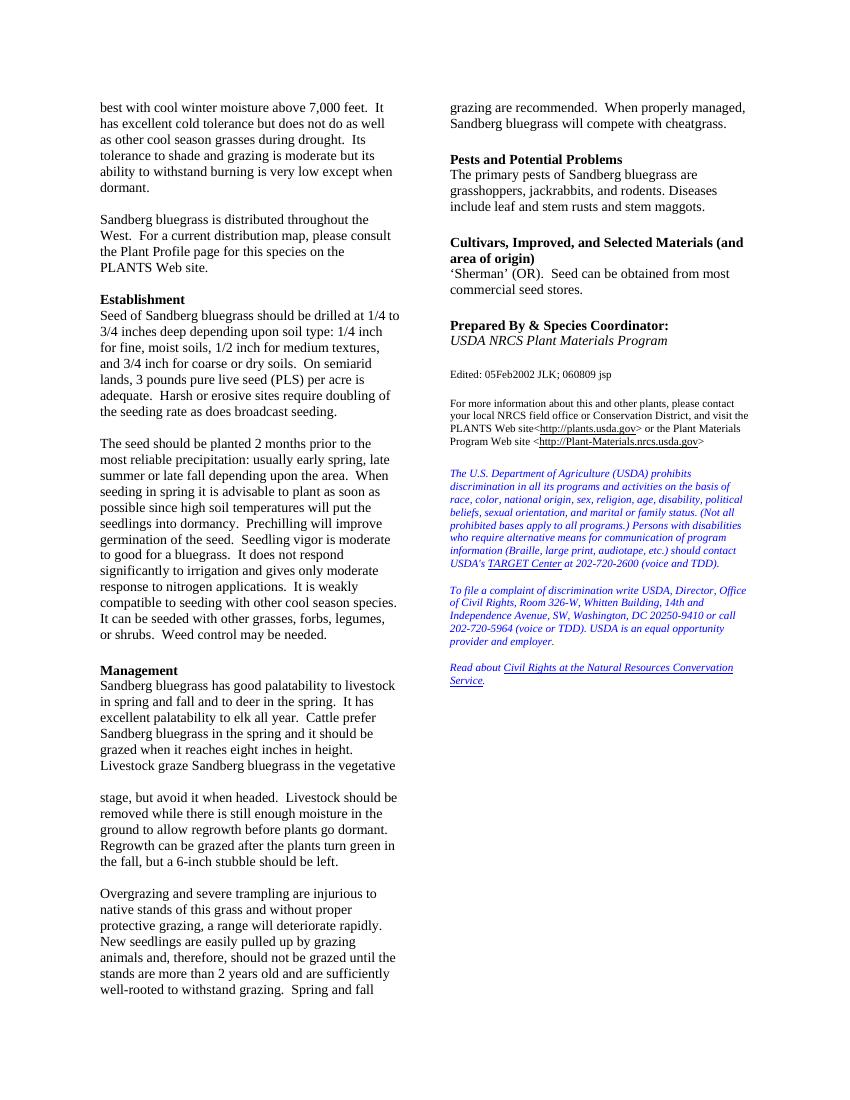 best with cool winter moisture above 7,000 feet.  It
has excellent cold tolerance but does not do as well
as other cool season grasses during drought.  Its
tolerance to shade and grazing is moderate but its
ability to withstand burning is very low except when
dormant.
Sandberg bluegrass is distributed throughout the
West.  For a current distribution map, please consult
the Plant Profile page for this species on the
PLANTS Web site.
Establishment
Seed of Sandberg bluegrass should be drilled at 1/4 to
3/4 inches deep depending upon soil type: 1/4 inch
for fine, moist soils, 1/2 inch for medium textures,
and 3/4 inch for coarse or dry soils.  On semiarid
lands, 3 pounds pure live seed (PLS) per acre is
adequate.  Harsh or erosive sites require doubling of
the seeding rate as does broadcast seeding.
The seed should be planted 2 months prior to the
most reliable precipitation: usually early spring, late
summer or late fall depending upon the area.  When
seeding in spring it is advisable to plant as soon as
possible since high soil temperatures will put the
seedlings into dormancy.  Prechilling will improve
germination of the seed.  Seedling vigor is moderate
to good for a bluegrass.  It does not respond
significantly to irrigation and gives only moderate
response to nitrogen applications.  It is weakly
compatible to seeding with other cool season species.
It can be seeded with other grasses, forbs, legumes,
or shrubs.  Weed control may be needed.
Management
Sandberg bluegrass has good palatability to livestock
in spring and fall and to deer in the spring.  It has
excellent palatability to elk all year.  Cattle prefer
Sandberg bluegrass in the spring and it should be
grazed when it reaches eight inches in height.
Livestock graze Sandberg bluegrass in the vegetative
stage, but avoid it when headed.  Livestock should be
removed while there is still enough moisture in the
ground to allow regrowth before plants go dormant.
Regrowth can be grazed after the plants turn green in
the fall, but a 6-inch stubble should be left.
Overgrazing and severe trampling are injurious to
native stands of this grass and without proper
protective grazing, a range will deteriorate rapidly.
New seedlings are easily pulled up by grazing
animals and, therefore, should not be grazed until the
stands are more than 2 years old and are sufficiently
well-rooted to withstand grazing.  Spring and fall
grazing are recommended.  When properly managed,
Sandberg bluegrass will compete with cheatgrass.
Pests and Potential Problems
The primary pests of Sandberg bluegrass are
grasshoppers, jackrabbits, and rodents. Diseases
include leaf and stem rusts and stem maggots.
Cultivars, Improved, and Selected Materials (and
area of origin)
‘Sherman’ (OR).  Seed can be obtained from most
commercial seed stores.
Prepared By & Species Coordinator:
USDA NRCS Plant Materials Program
Edited: 05Feb2002 JLK; 060809 jsp
For more information about this and other plants, please contact
your local NRCS field office or Conservation District, and visit the
PLANTS Web site<http://plants.usda.gov> or the Plant Materials
Program Web site <http://Plant-Materials.nrcs.usda.gov>
The U.S. Department of Agriculture (USDA) prohibits
discrimination in all its programs and activities on the basis of
race, color, national origin, sex, religion, age, disability, political
beliefs, sexual orientation, and marital or family status. (Not all
prohibited bases apply to all programs.) Persons with disabilities
who require alternative means for communication of program
information (Braille, large print, audiotape, etc.) should contact
USDA's TARGET Center at 202-720-2600 (voice and TDD).
To file a complaint of discrimination write USDA, Director, Office
of Civil Rights, Room 326-W, Whitten Building, 14th and
Independence Avenue, SW, Washington, DC 20250-9410 or call
202-720-5964 (voice or TDD). USDA is an equal opportunity
provider and employer.
Read about Civil Rights at the Natural Resources Convervation
Service.